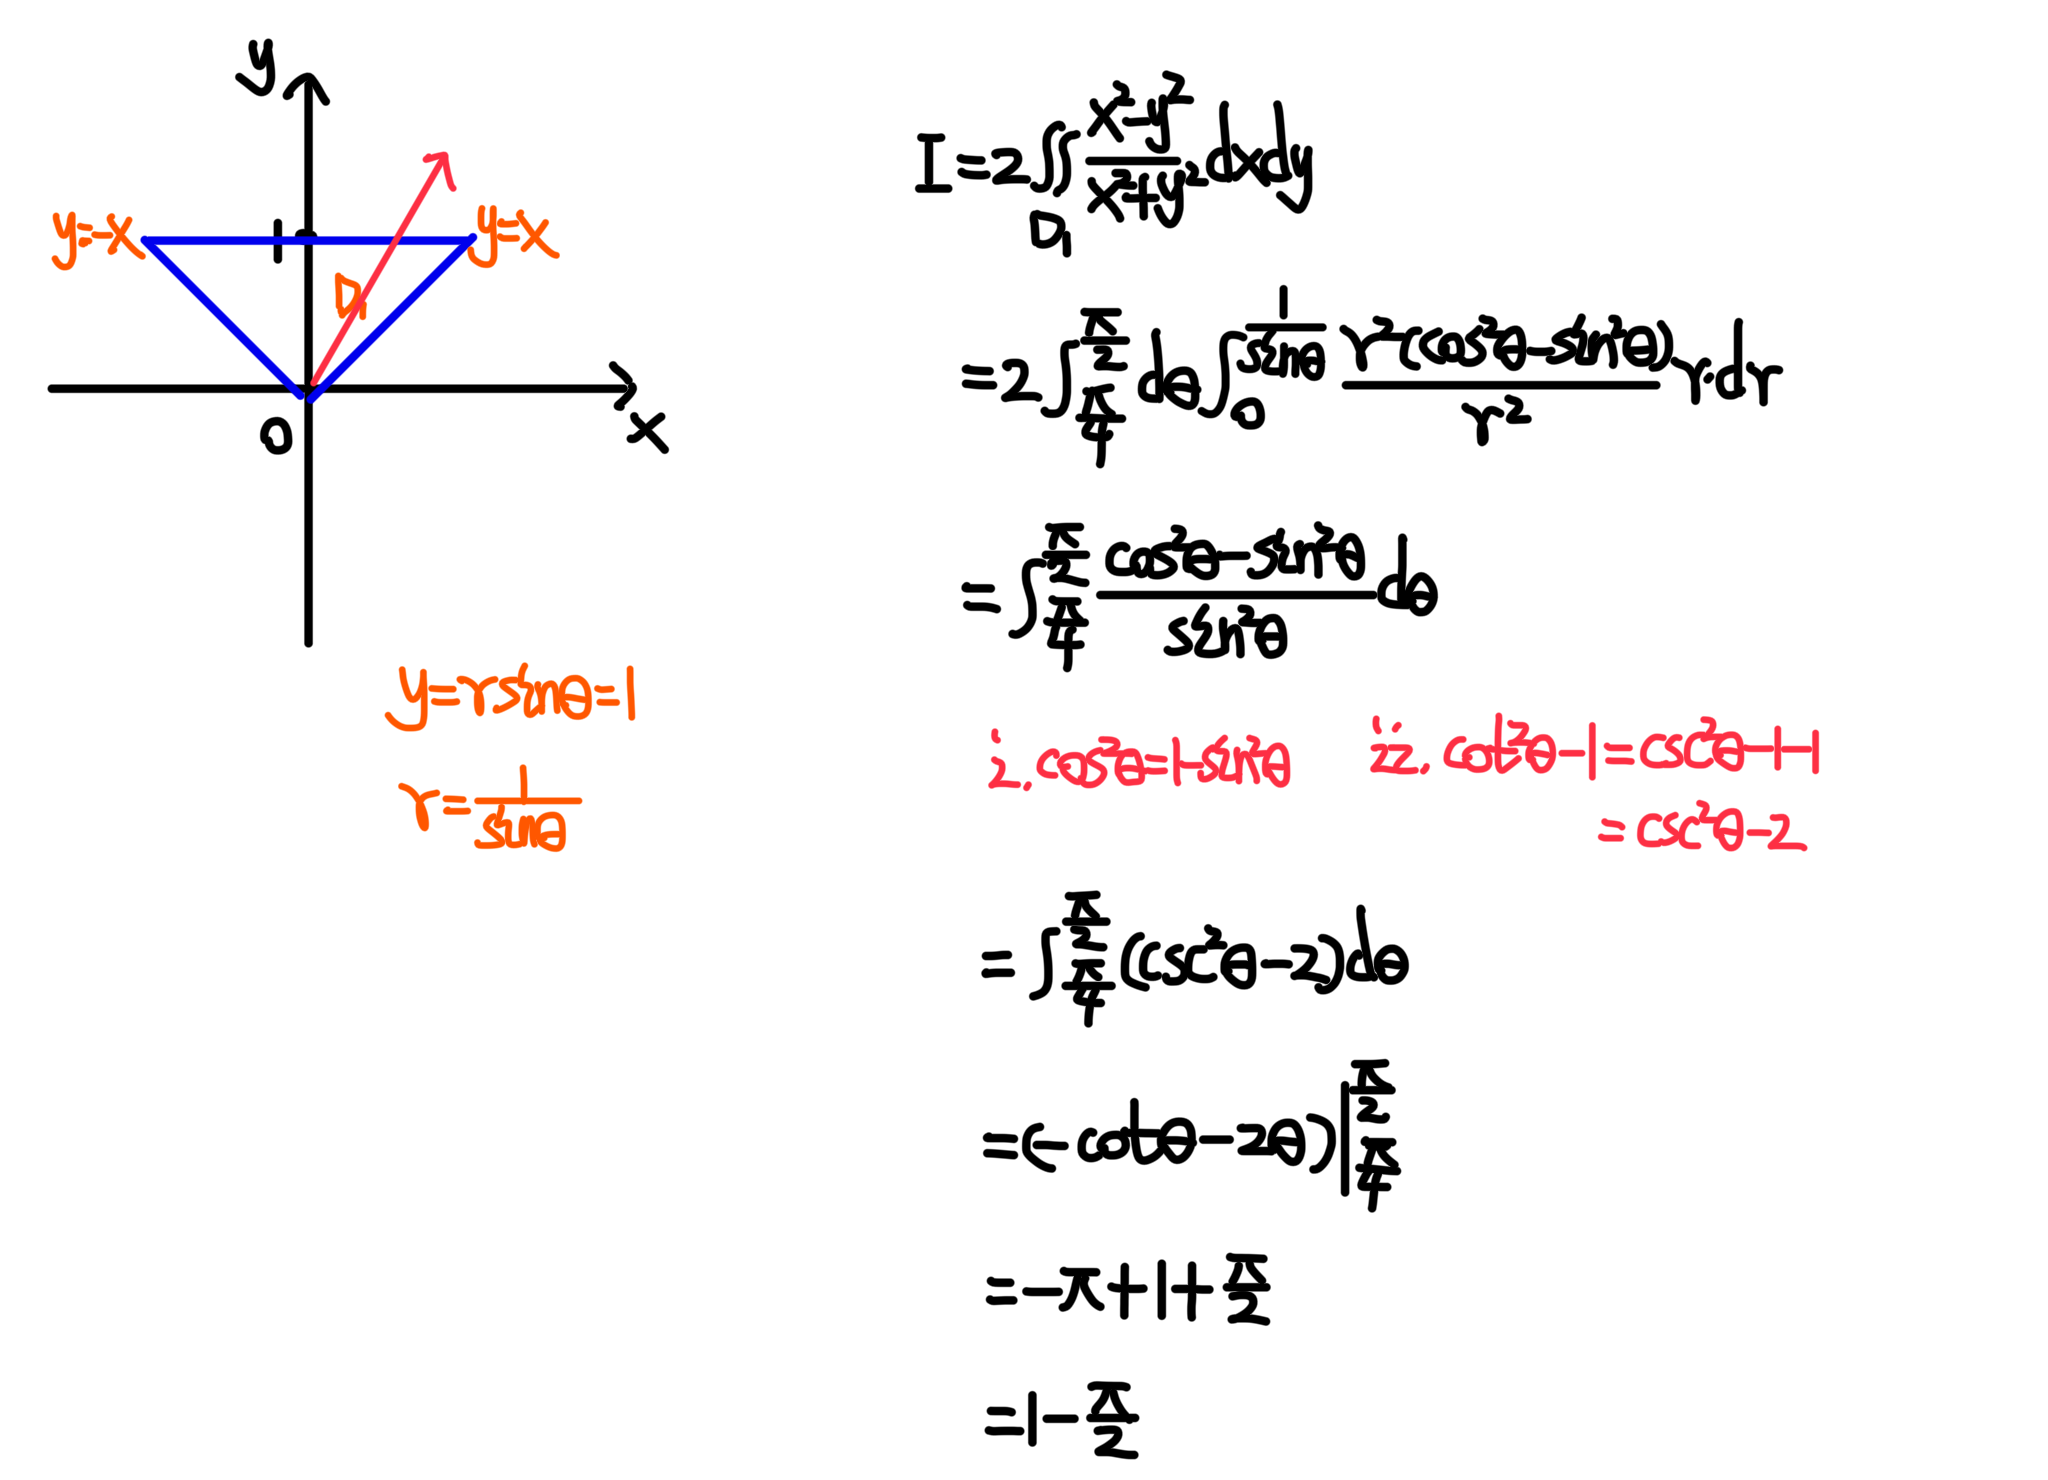 y
y=-x
1
y=x
D₁
O
x
y=rsinθ=1
r=1/sinθ
I=2∬_D₁ (x²-y²)/(x²+y²) dxdy
=2∫_{π/4}^{π/2} dθ ∫_0^{1/sinθ} r²(cos²θ-sin²θ)/r² r·dr
=∫_{π/4}^{π/2} (cos²θ-sin²θ)/sin²θ dθ
i. cos²θ=1-sin²θ ii. cot²θ-1=csc²θ-1-1
=csc²θ-2
=∫_{π/4}^{π/2} (csc²θ-2)dθ
=(-cotθ-2θ)|_{π/4}^{π/2}
=-π+1+π/2
=1-π/2